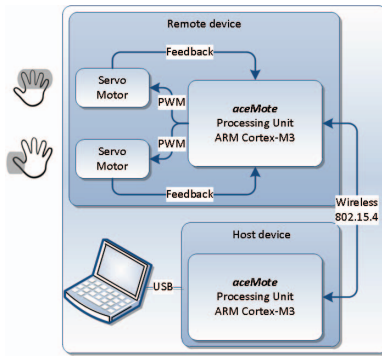 Remote device
Feedback
Servo
Motor
PWM
aceMote
Processing Unit
ARM Cortex-M3
PWM
Servo
Motor
Feedback
Wireless
802.15.4
Host device
aceMote
Processing Unit
ARM Cortex-M3
USB